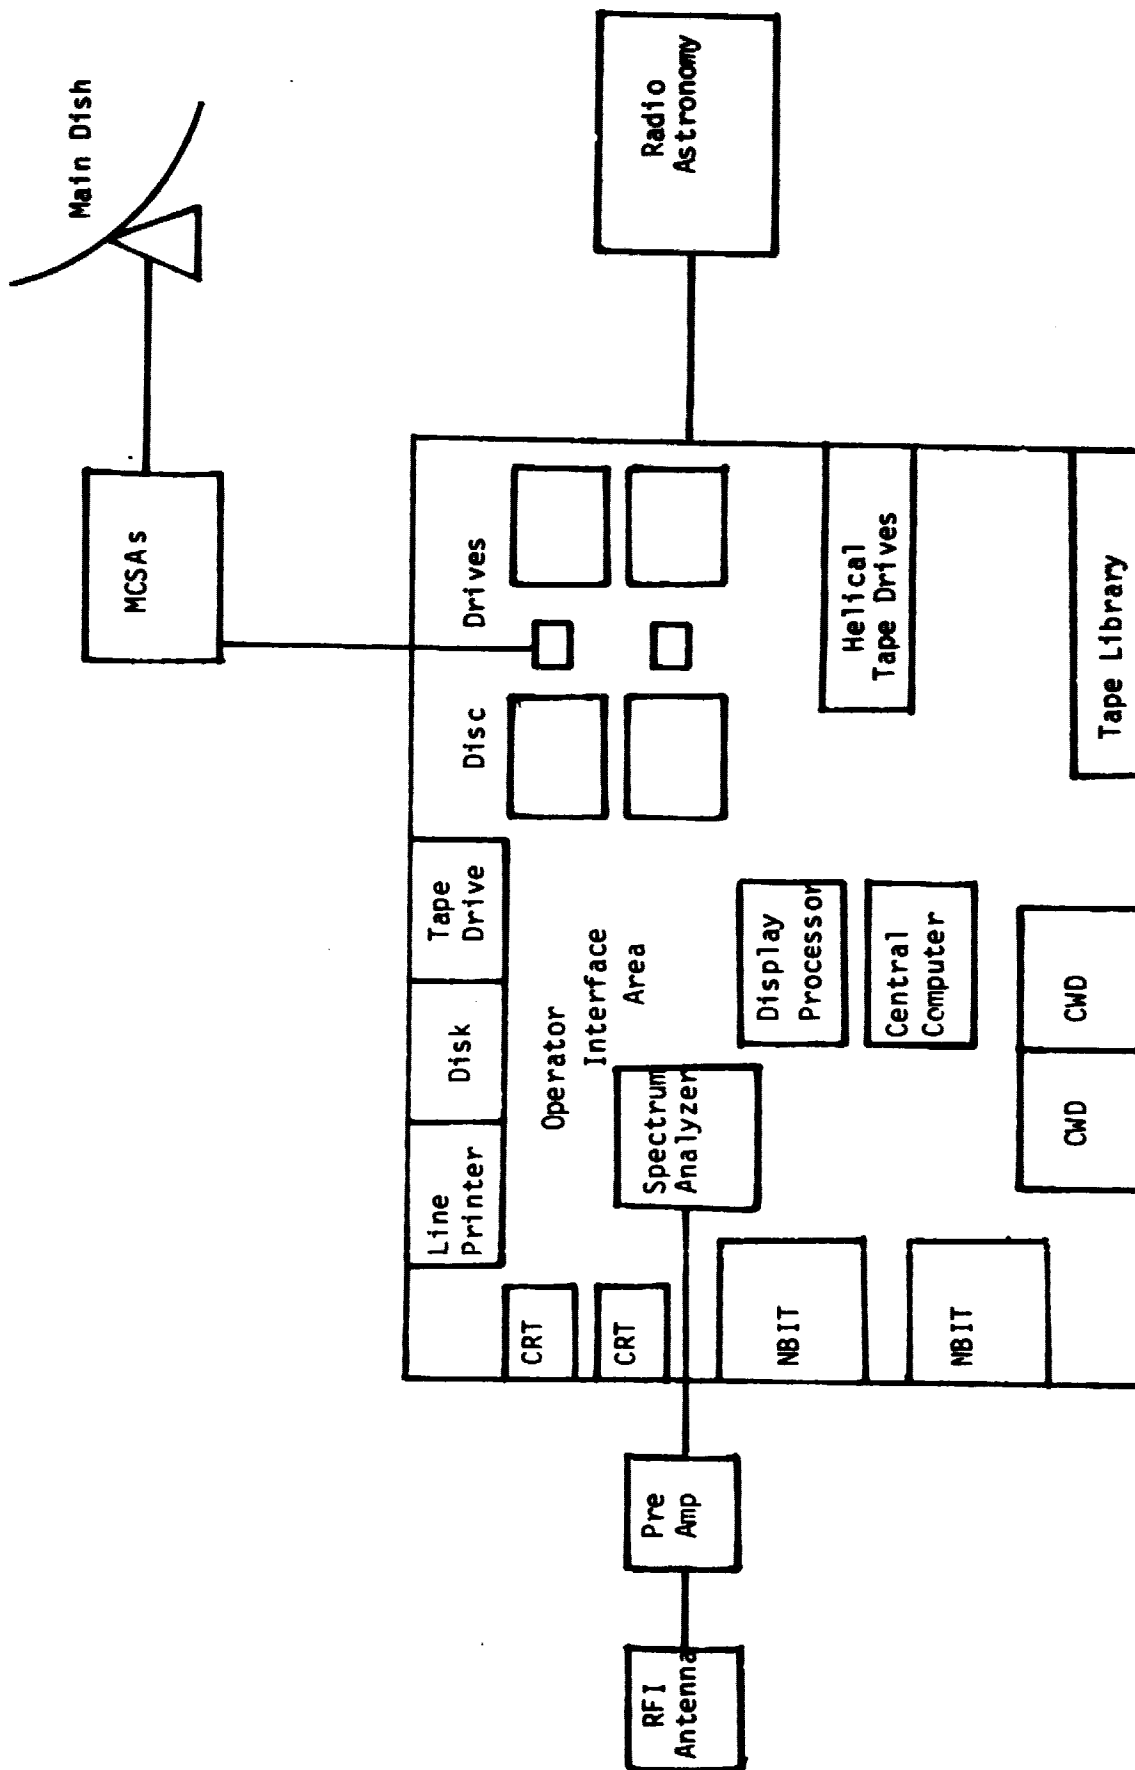 Main Dish
MCSAs
Radio
Astronomy
Line
Printer
Disk
Tape
Drive
Disc
Drives
CRT
CRT
Operator
Interface
Area
Spectrum
Analyzer
Pre
Amp
RFI
Antenna
Display
Processor
Central
Computer
Helical
Tape Drives
NBIT
MBIT
CWD
CWD
Tape Library